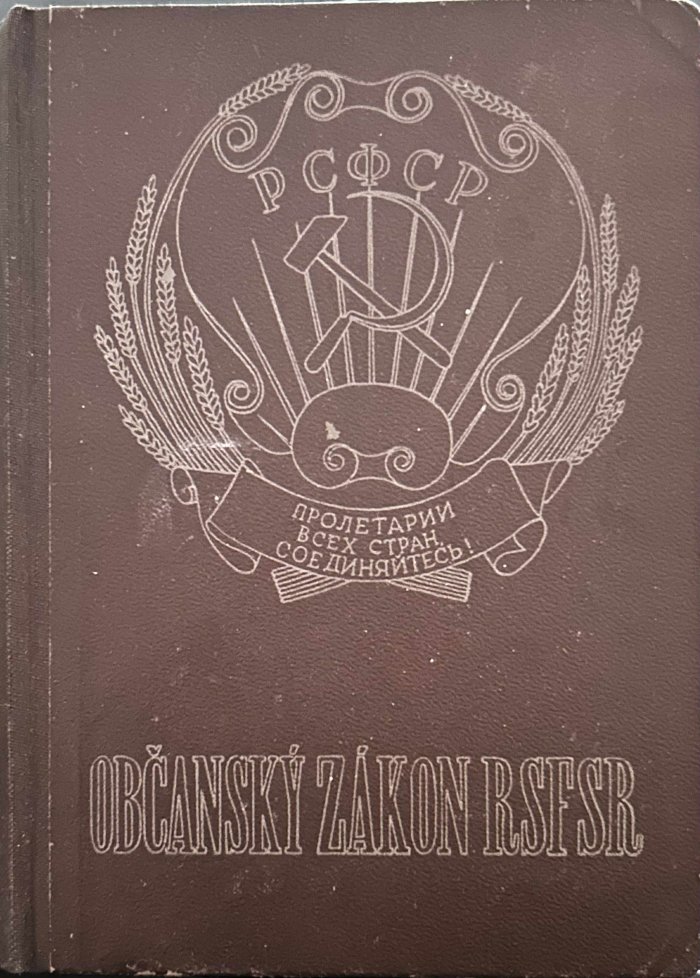 РСФСР
ПРОЛЕТАРИИ
ВСЕХ СТРАН,
СОЕДИНЯЙТЕСЬ!
OBČANSKÝ ZÁKON RSFSR